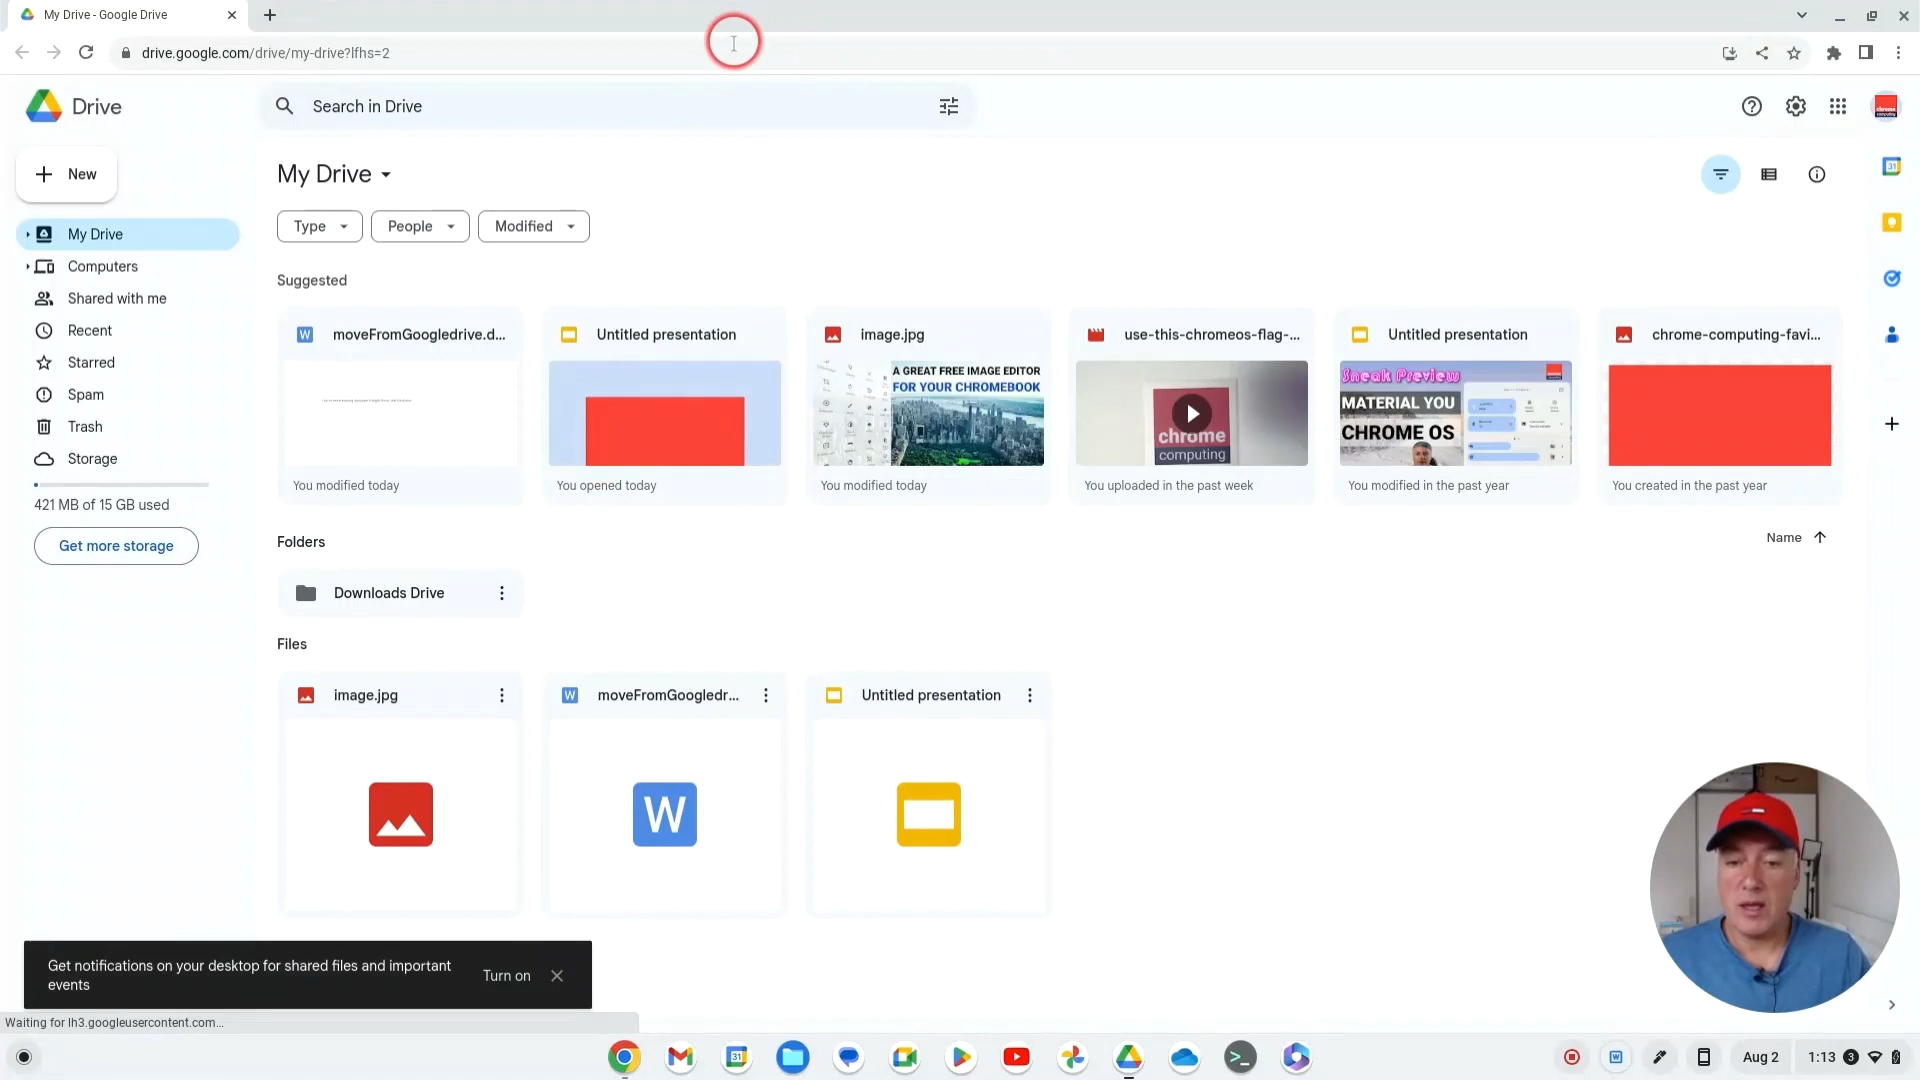 My Drive - Google Drive
drive.google.com/drive/my-drive?lfhs=2
Drive
Search in Drive
New
My Drive
Type
People
Modified
My Drive
Computers
Shared with me
Recent
Starred
Spam
Trash
Storage
421 MB of 15 GB used
Get more storage
Suggested
moveFromGoogledrive.d...
Untitled presentation
image.jpg
use-this-chromeos-flag-...
Untitled presentation
chrome-computing-favi...
A GREAT FREE IMAGE EDITOR
FOR YOUR CHROMEBOOK
chrome
computing
Sneak Preview
MATERIAL YOU
CHROME OS
You modified today
You opened today
You modified today
You uploaded in the past week
You modified in the past year
You created in the past year
Folders
Name
Downloads Drive
Files
image.jpg
moveFromGoogledr...
Untitled presentation
W
Get notifications on your desktop for shared files and important
events
Turn on
Waiting for lh3.googleusercontent.com...
Aug 2
1:13
3